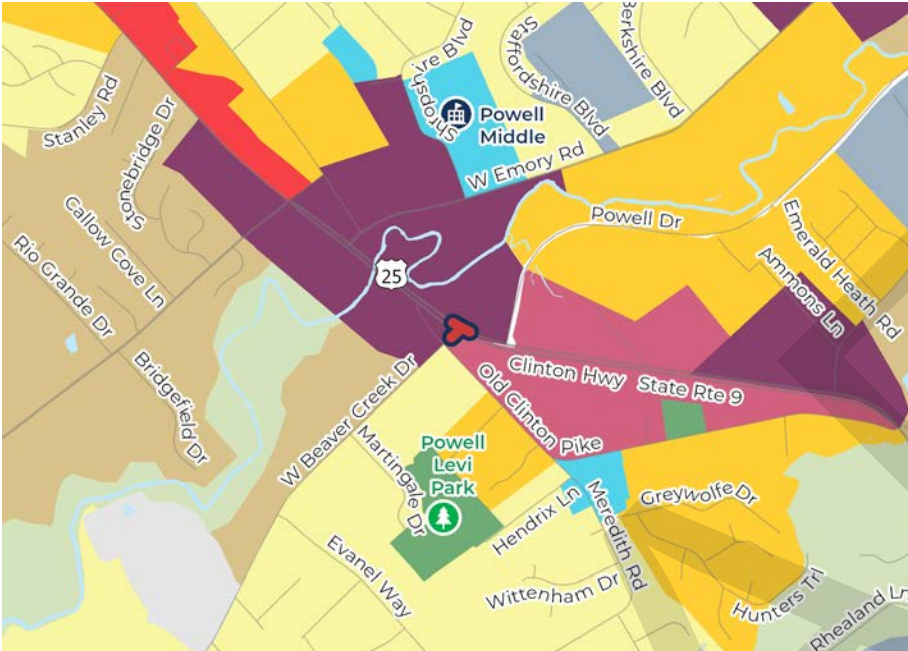 Stanley Rd
Stonebridge Dr
Callow Cove Ln
Rio Grande Dr
Bridgefield Dr
Shropshire Blvd
Staffordshire Blvd
Berkshire Blvd
Powell
Middle
W Emory Rd
Powell Dr
Emerald Heath Rd
Ammons Ln
25
Clinton Hwy
State Rte 9
Old Clinton Pike
W Beaver Creek Dr
Martingale Dr
Powell
Levi
Park
Hendrix Ln
Meredith Rd
Greywolfe Dr
Evanel Way
Wittenham Dr
Hunters Trl
Rhealand Ln